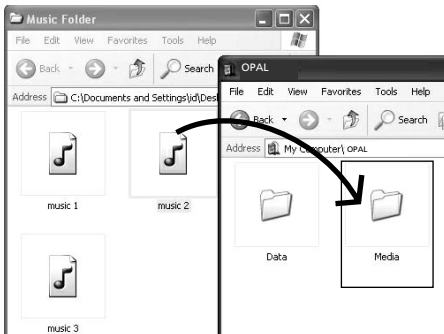 Music Folder
File Edit View Favorites Tools Help
Back Search
Address C:\Documents and Settings\jd\Des
music 1
music 2
music 3
OPAL
File Edit View Favorites Tools Help
Back Search
Address My Computer\ OPAL
Data
Media